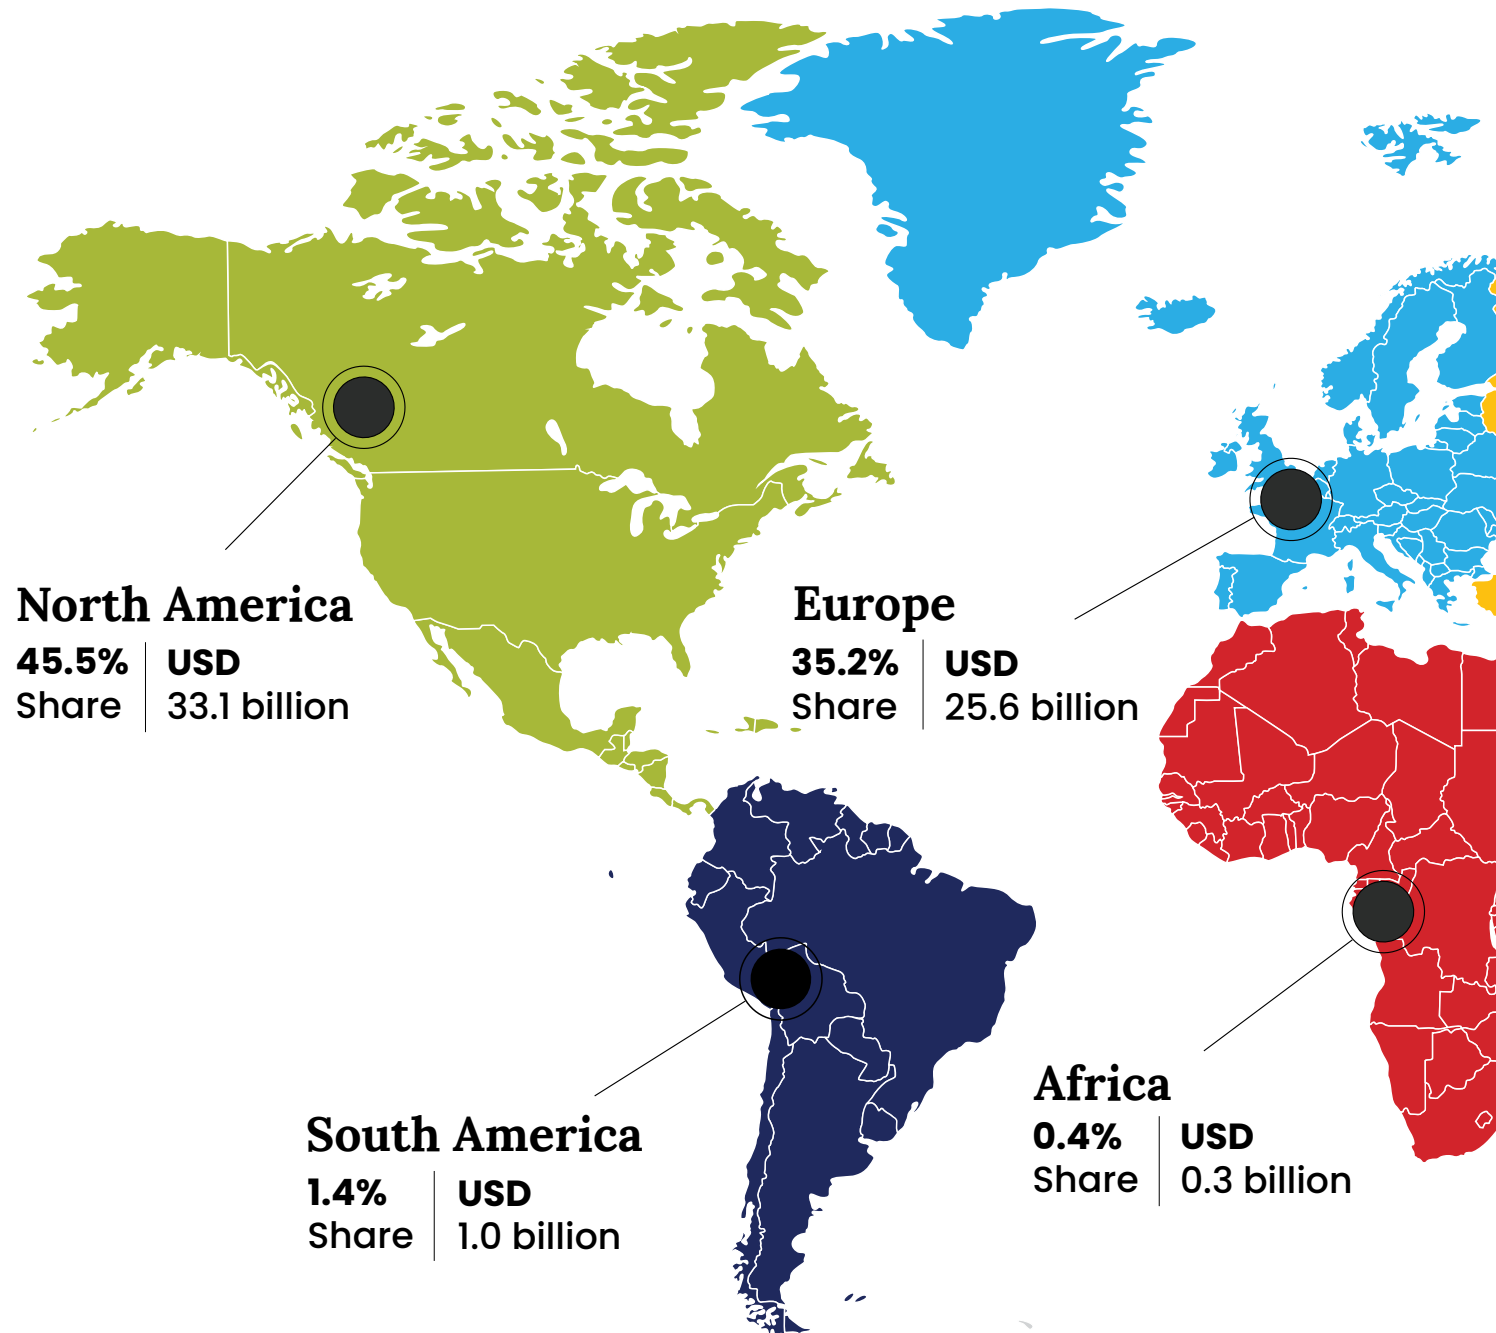 North America
45.5% USD
Share 33.1 billion
Europe
35.2% USD
Share 25.6 billion
South America
1.4% USD
Share 1.0 billion
Africa
0.4% USD
Share 0.3 billion